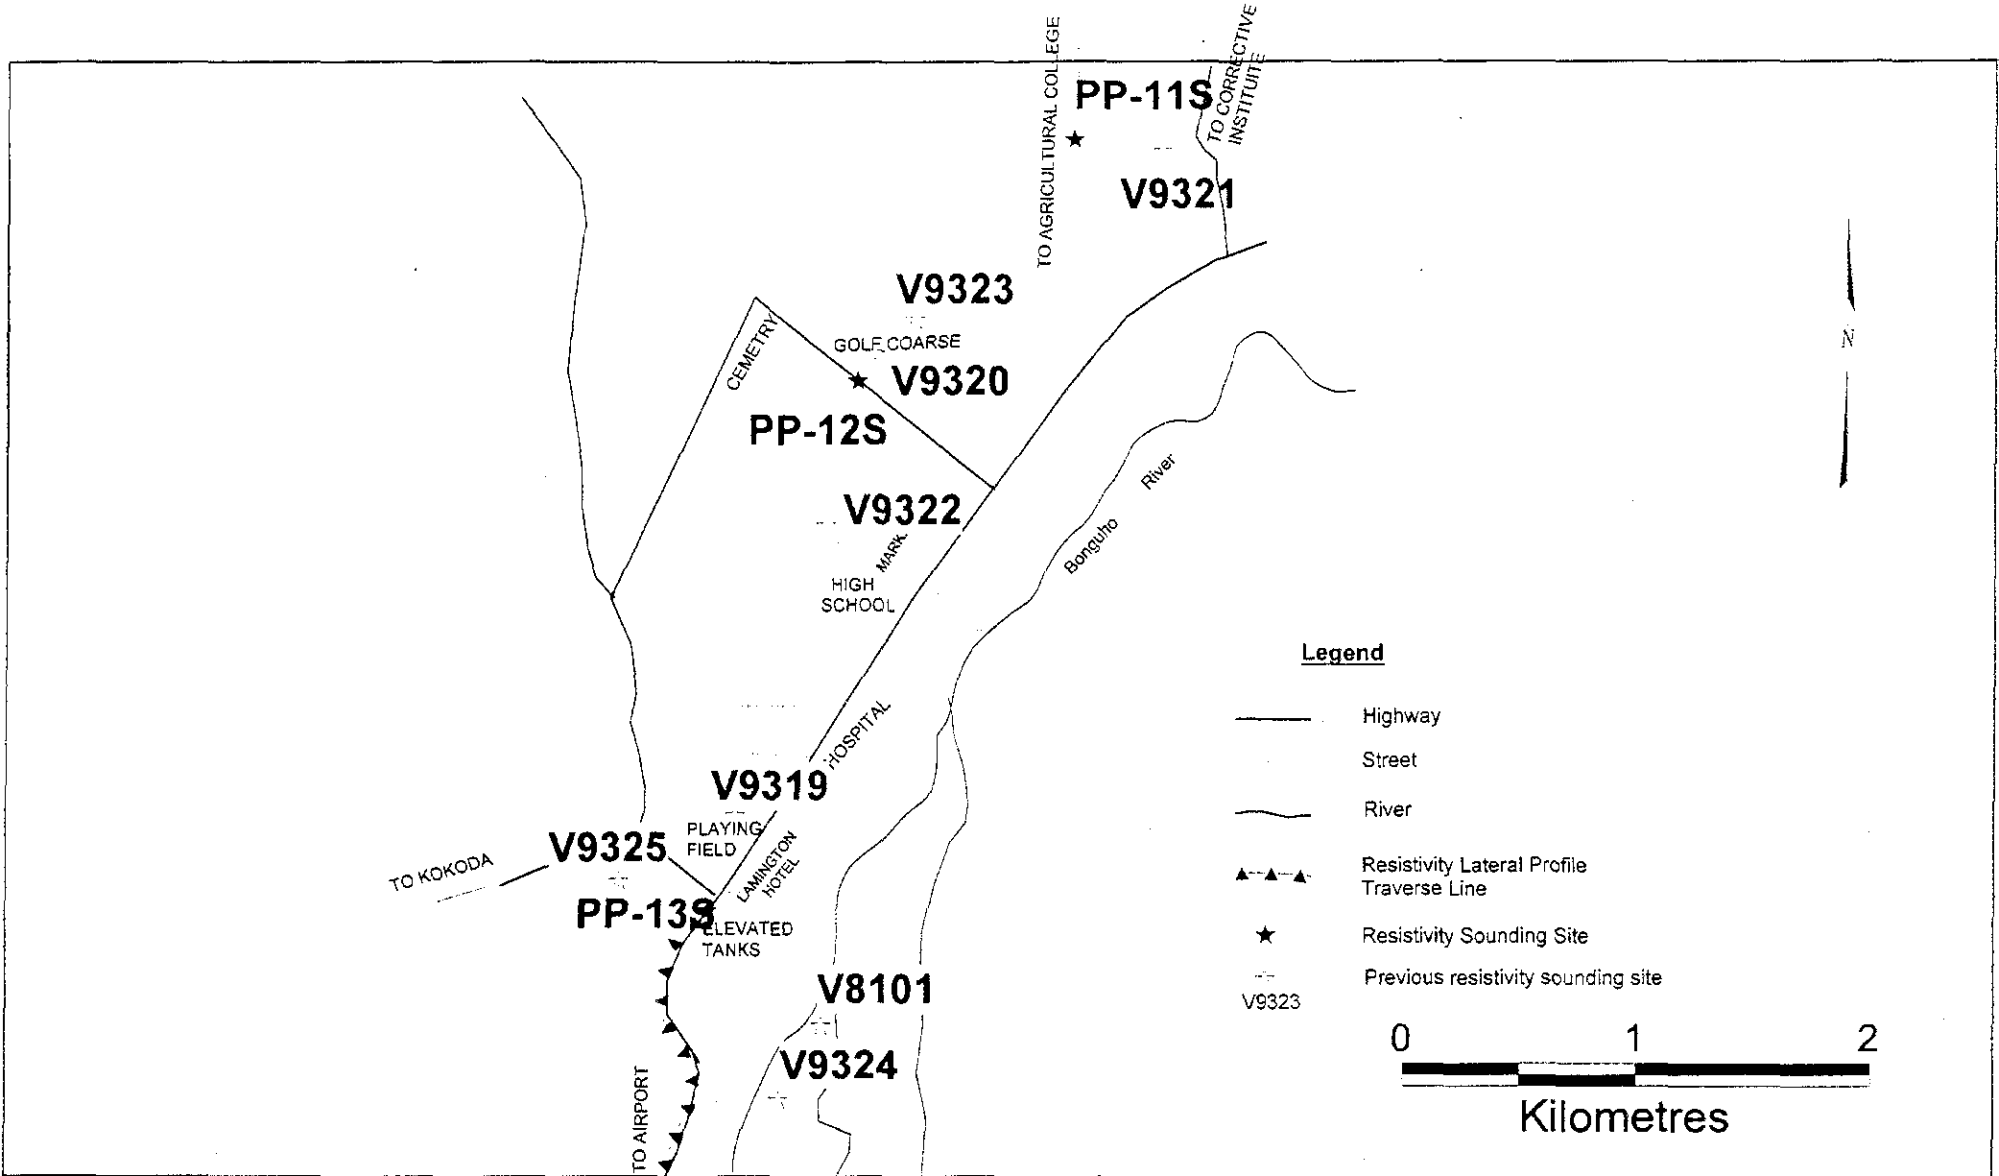 TO AGRICULTURAL COLLEGE
TO CORRECTIVE
INSTITUITE
PP-11S
V9321
V9323
GOLF COARSE
CEMETRY
V9320
PP-12S
N
River
Bonguho
V9322
MARK.
HIGH
SCHOOL
HOSPITAL
V9319
PLAYING
FIELD
V9325
TO KOKODA
LAMINGTON
HOTEL
PP-13S
ELEVATED
TANKS
V8101
V9324
TO AIRPORT
Legend
Highway
Street
River
Resistivity Lateral Profile
Traverse Line
Resistivity Sounding Site
Previous resistivity sounding site
V9323
0 1 2
Kilometres